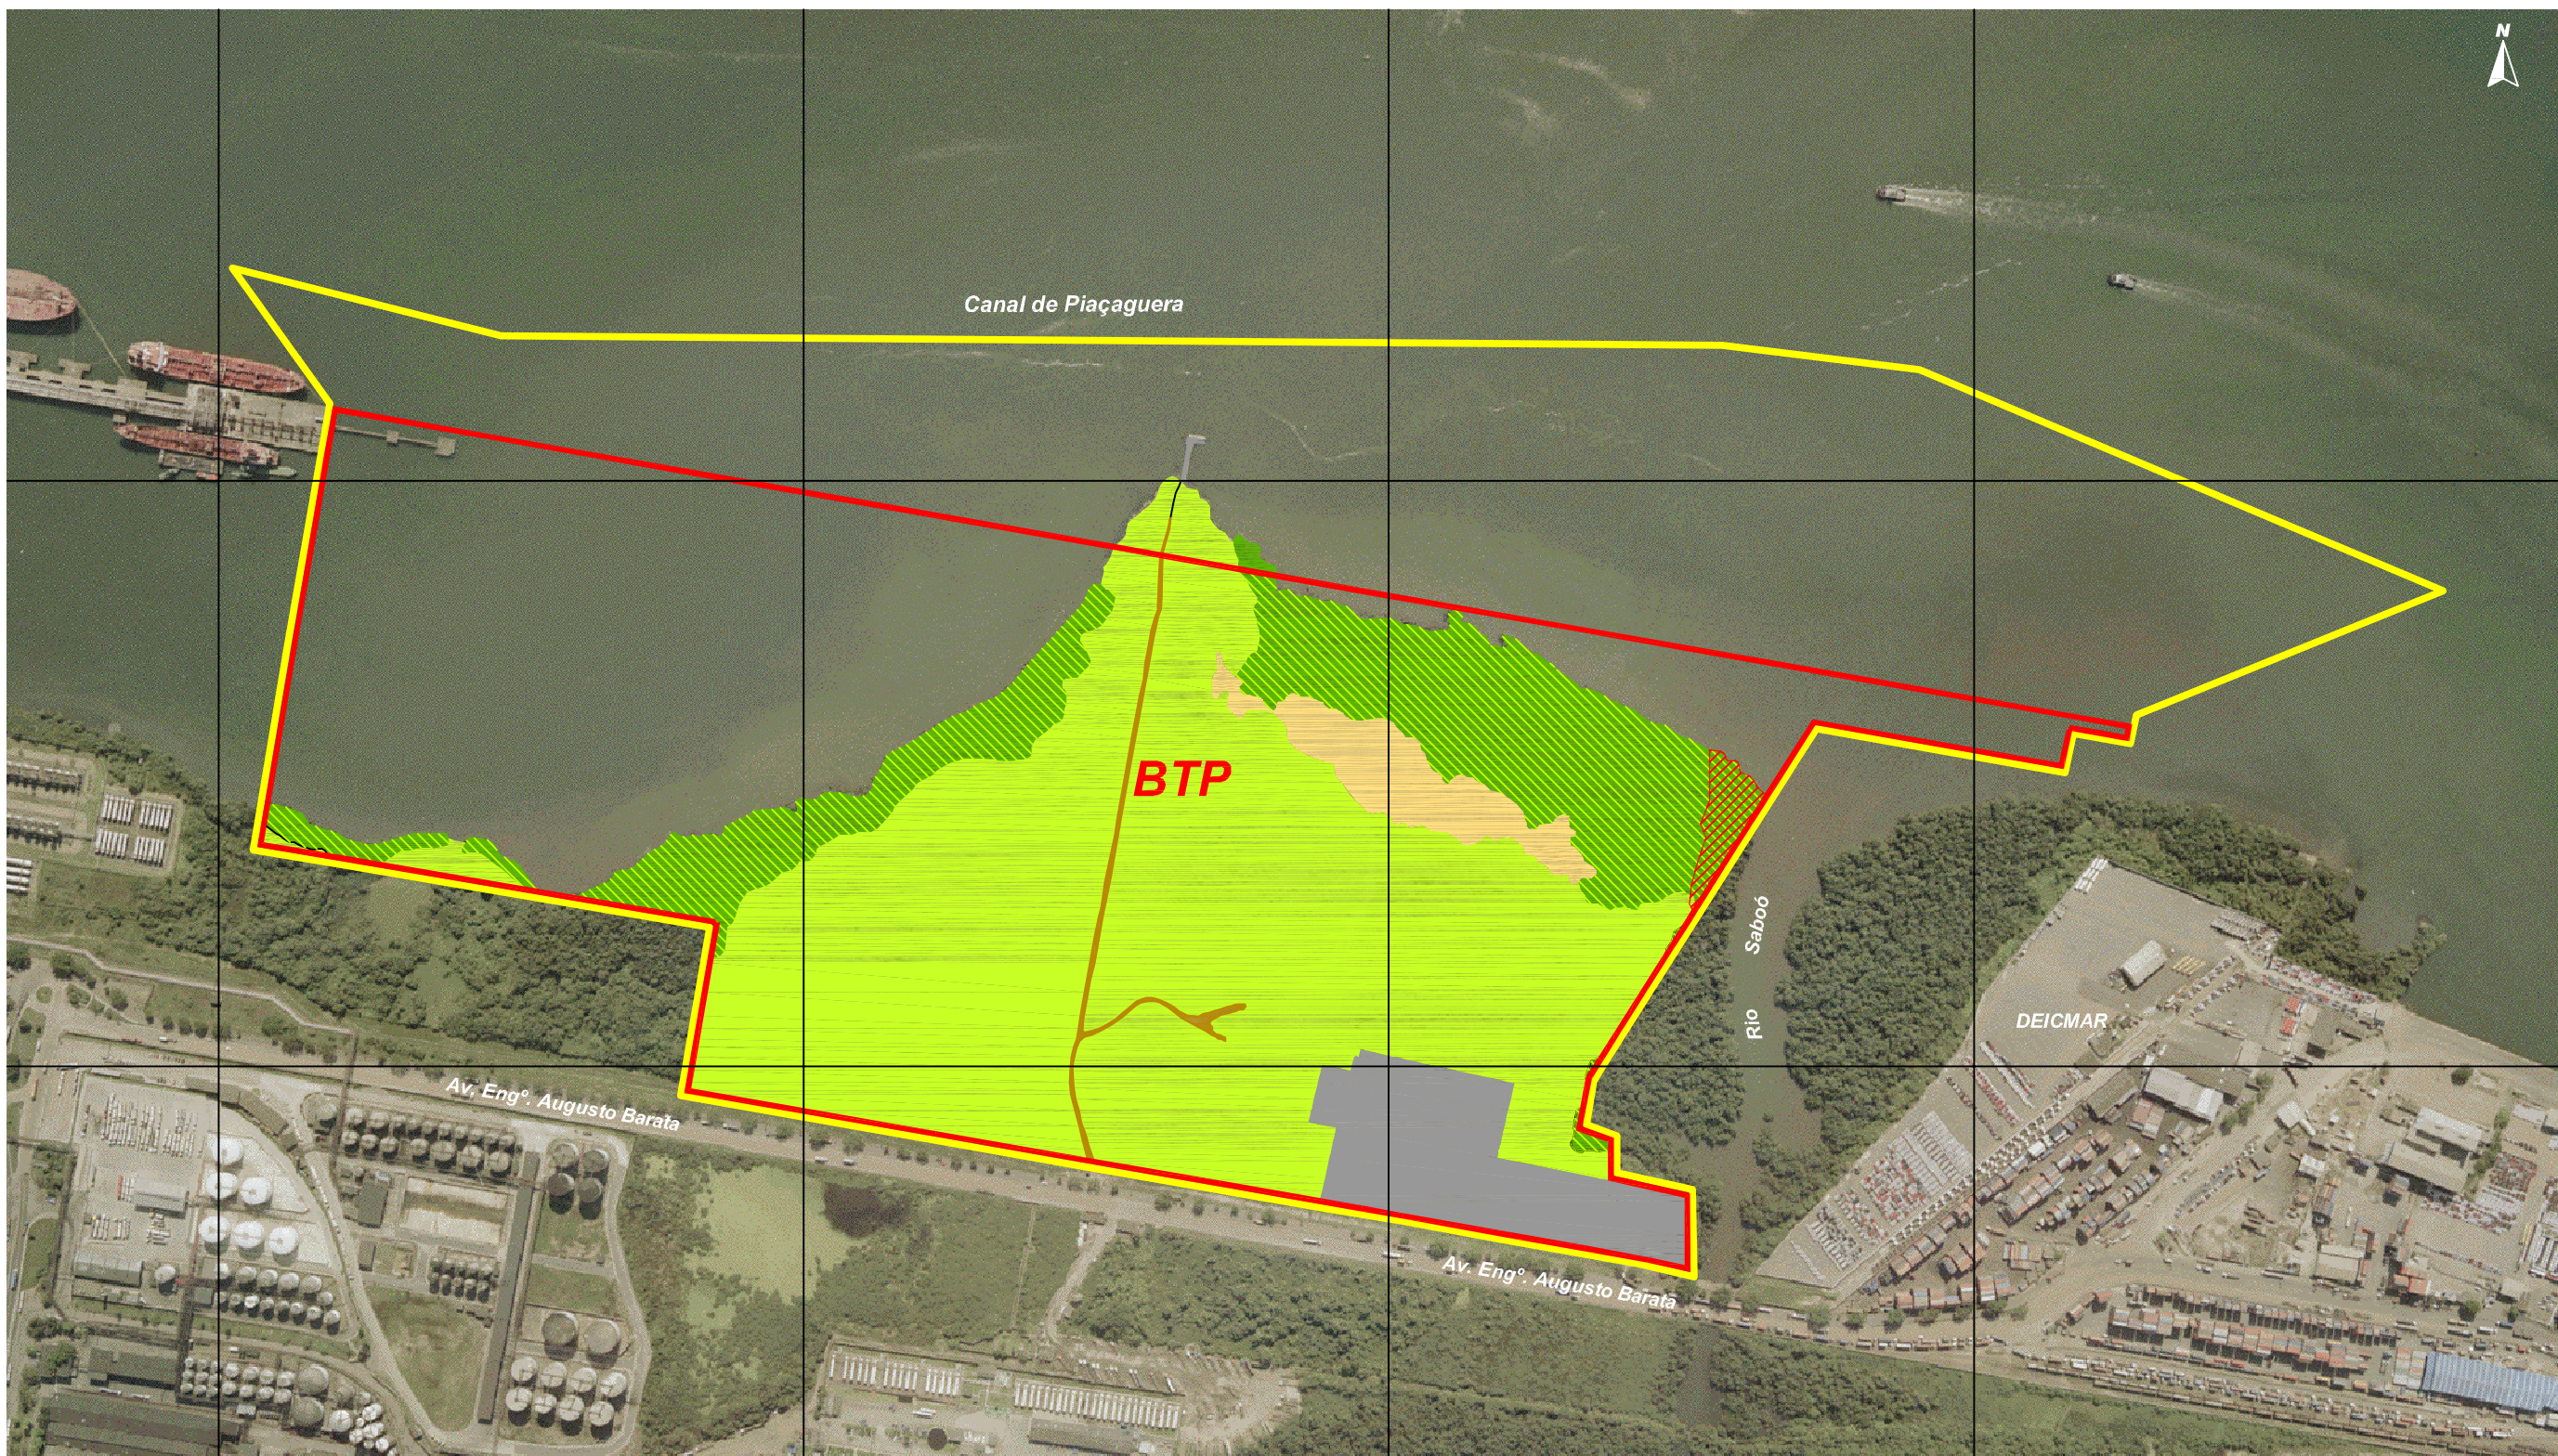 N
Canal de Piaçaguera
BTP
Rio Saboó
DEICMAR
Av. Engº. Augusto Barata
Av. Engº. Augusto Barata